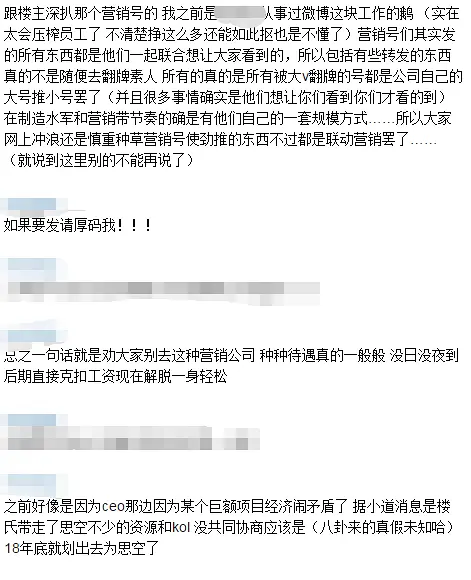 跟楼主深扒那个营销号的 我之前是 从事过微博这块工作的鹅 （实在
太会压榨员工了 不清楚挣这么多还能如此抠也是不懂了）营销号们其实发
的所有东西都是他们一起联合想让大家看到的，所以包括有些转发的东西
真的不是随便去翻牌素人 所有的真的是所有被大v翻牌的号都是公司自己的
大号推小号罢了（并且很多事情确实是他们想让你们看到你们才看的到）
在制造水军和营销带节奏的确是有他们自己的一套规模方式……所以大家
网上冲浪还是慎重种草营销号使劲推的东西不过都是联动营销罢了……
（就说到这里别的不能再说了）
如果要发请厚码我！！！
总之一句话就是劝大家别去这种营销公司 种种待遇真的一般般 没日没夜到
后期直接克扣工资现在解脱一身轻松
之前好像是因为ceo那边因为某个巨额项目经济闹矛盾了 据小道消息是楼
氏带走了思空不少的资源和kol 没共同协商应该是（八卦来的真假未知哈）
18年底就划出去为思空了